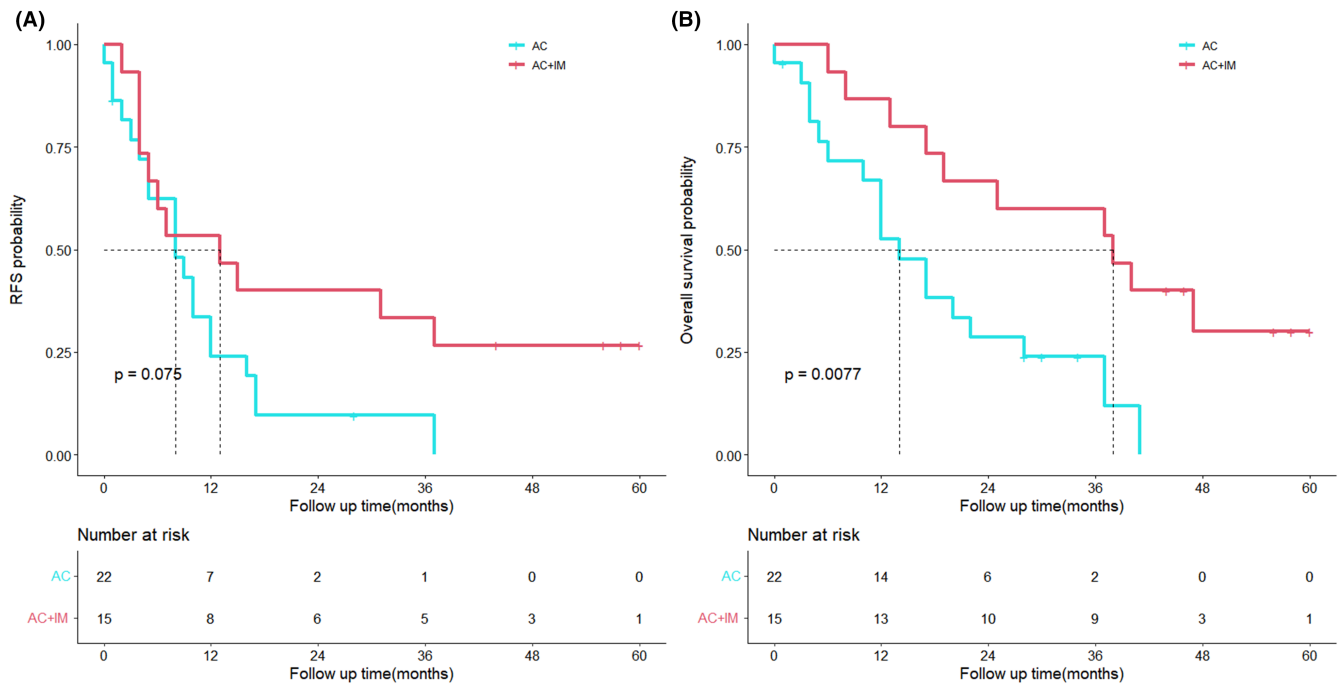 (A)
AC
AC+IM
RFS probability
1.00
0.75
0.50
0.25
0.00
p = 0.075
0 12 24 36 48 60
Follow up time(months)
Number at risk
AC 22 7 2 1 0 0
AC+IM 15 8 6 5 3 1
0 12 24 36 48 60
Follow up time(months)
(B)
AC
AC+IM
Overall survival probability
1.00
0.75
0.50
0.25
0.00
p = 0.0077
0 12 24 36 48 60
Follow up time(months)
Number at risk
AC 22 14 6 2 0 0
AC+IM 15 13 10 9 3 1
0 12 24 36 48 60
Follow up time(months)